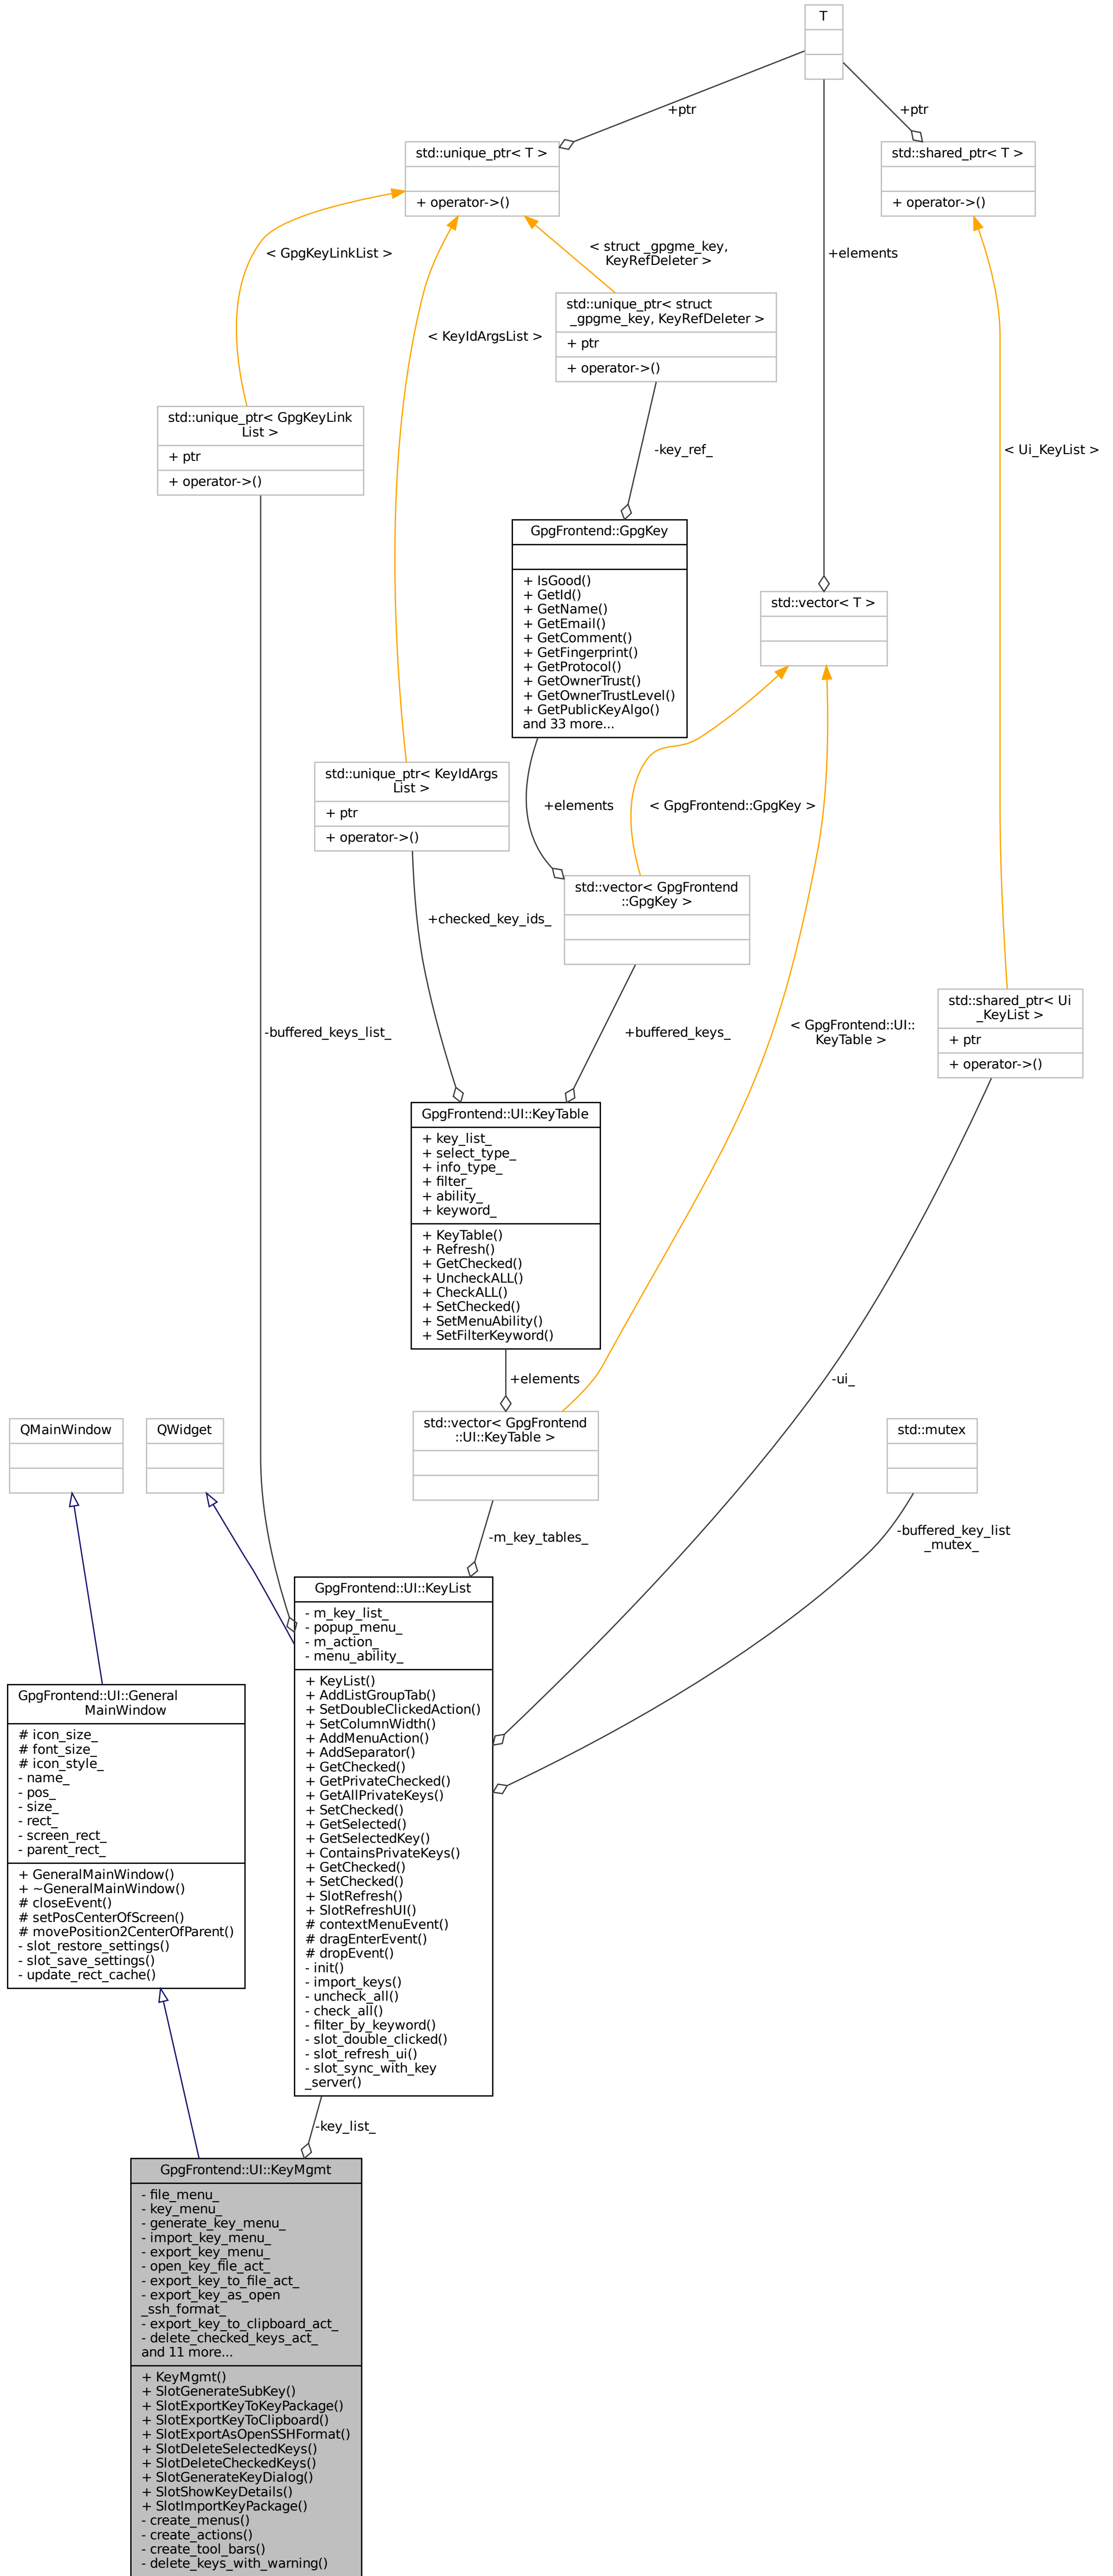 T
+ptr
+ptr
std::unique_ptr< T >
+ operator->()
std::shared_ptr< T >
+ operator->()
< GpgKeyLinkList >
< struct _gpgme_key,
KeyRefDeleter >
+elements
std::unique_ptr< struct
_gpgme_key, KeyRefDeleter >
+ ptr
+ operator->()
< KeyIdArgsList >
std::unique_ptr< GpgKeyLink
List >
+ ptr
+ operator->()
-key_ref_
< Ui_KeyList >
GpgFrontend::GpgKey
+ IsGood()
+ GetId()
+ GetName()
+ GetEmail()
+ GetComment()
+ GetFingerprint()
+ GetProtocol()
+ GetOwnerTrust()
+ GetOwnerTrustLevel()
+ GetPublicKeyAlgo()
and 33 more...
std::vector< T >
std::unique_ptr< KeyIdArgs
List >
+ ptr
+ operator->()
+elements
< GpgFrontend::GpgKey >
std::vector< GpgFrontend
::GpgKey >
+checked_key_ids_
-buffered_keys_list_
+buffered_keys_
< GpgFrontend::UI::
KeyTable >
std::shared_ptr< Ui
_KeyList >
+ ptr
+ operator->()
GpgFrontend::UI::KeyTable
+ key_list_
+ select_type_
+ info_type_
+ filter_
+ ability_
+ keyword_
+ KeyTable()
+ Refresh()
+ GetChecked()
+ UncheckALL()
+ CheckALL()
+ SetChecked()
+ SetMenuAbility()
+ SetFilterKeyword()
+elements
-ui_
QMainWindow
QWidget
std::vector< GpgFrontend
::UI::KeyTable >
std::mutex
-m_key_tables_
-buffered_key_list
_mutex_
GpgFrontend::UI::KeyList
- m_key_list_
- popup_menu_
- m_action_
- menu_ability_
+ KeyList()
+ AddListGroupTab()
+ SetDoubleClickedAction()
+ SetColumnWidth()
+ AddMenuAction()
+ AddSeparator()
+ GetChecked()
+ GetPrivateChecked()
+ GetAllPrivateKeys()
+ SetChecked()
+ GetSelected()
+ GetSelectedKey()
+ ContainsPrivateKeys()
+ GetChecked()
+ SetChecked()
+ SlotRefresh()
+ SlotRefreshUI()
# contextMenuEvent()
# dragEnterEvent()
# dropEvent()
- init()
- import_keys()
- uncheck_all()
- check_all()
- filter_by_keyword()
- slot_double_clicked()
- slot_refresh_ui()
- slot_sync_with_key
_server()
GpgFrontend::UI::General
MainWindow
# icon_size_
# font_size_
# icon_style_
- name_
- pos_
- size_
- rect_
- screen_rect_
- parent_rect_
+ GeneralMainWindow()
+ ~GeneralMainWindow()
# closeEvent()
# setPosCenterOfScreen()
# movePosition2CenterOfParent()
- slot_restore_settings()
- slot_save_settings()
- update_rect_cache()
-key_list_
GpgFrontend::UI::KeyMgmt
- file_menu_
- key_menu_
- generate_key_menu_
- import_key_menu_
- export_key_menu_
- open_key_file_act_
- export_key_to_file_act_
- export_key_as_open
_ssh_format_
- export_key_to_clipboard_act_
- delete_checked_keys_act_
and 11 more...
+ KeyMgmt()
+ SlotGenerateSubKey()
+ SlotExportKeyToKeyPackage()
+ SlotExportKeyToClipboard()
+ SlotExportAsOpenSSHFormat()
+ SlotDeleteSelectedKeys()
+ SlotDeleteCheckedKeys()
+ SlotGenerateKeyDialog()
+ SlotShowKeyDetails()
+ SlotImportKeyPackage()
- create_menus()
- create_actions()
- create_tool_bars()
- delete_keys_with_warning()